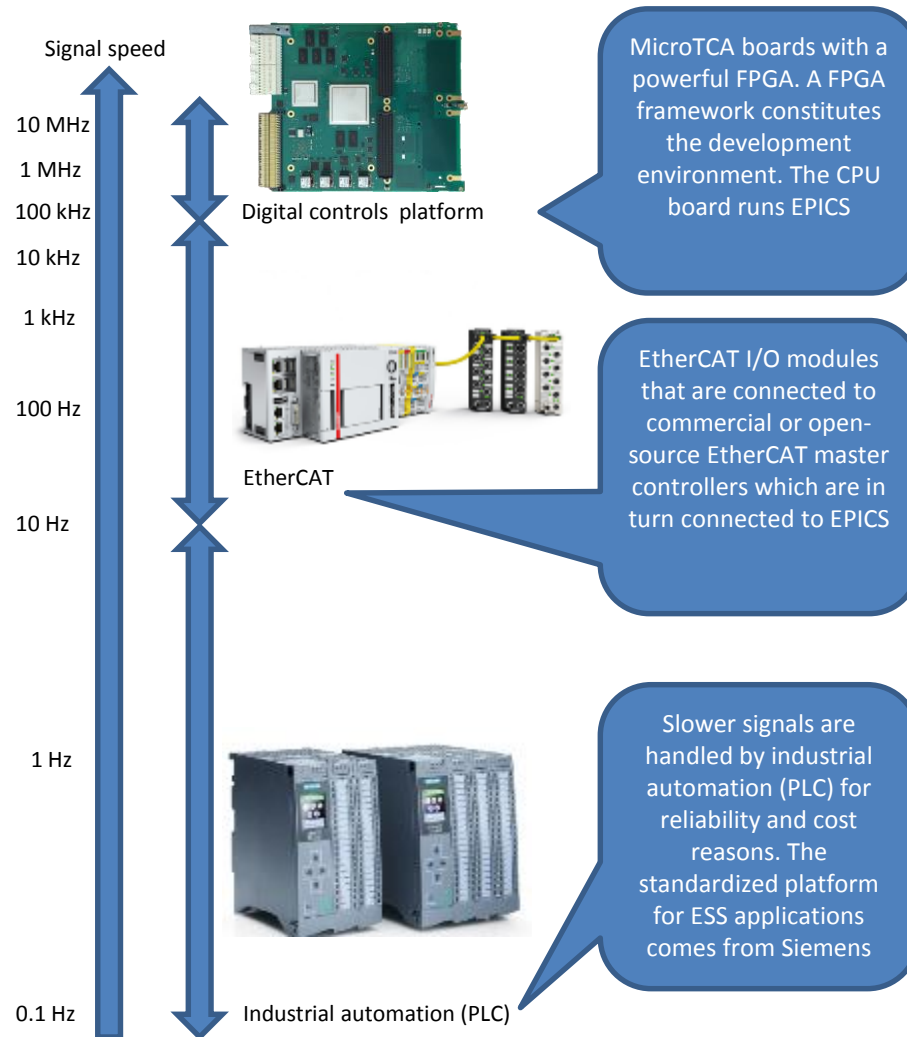 Signal speed
10 MHz
1 MHz
100 kHz
10 kHz
1 kHz
100 Hz
10 Hz
1 Hz
0.1 Hz
Digital controls platform
MicroTCA boards with a
powerful FPGA. A FPGA
framework constitutes
the development
environment. The CPU
board runs EPICS
EtherCAT
EtherCAT I/O modules
that are connected to
commercial or open-
source EtherCAT master
controllers which are in
turn connected to EPICS
Industrial automation (PLC)
Slower signals are
handled by industrial
automation (PLC) for
reliability and cost
reasons. The
standardized platform
for ESS applications
comes from Siemens